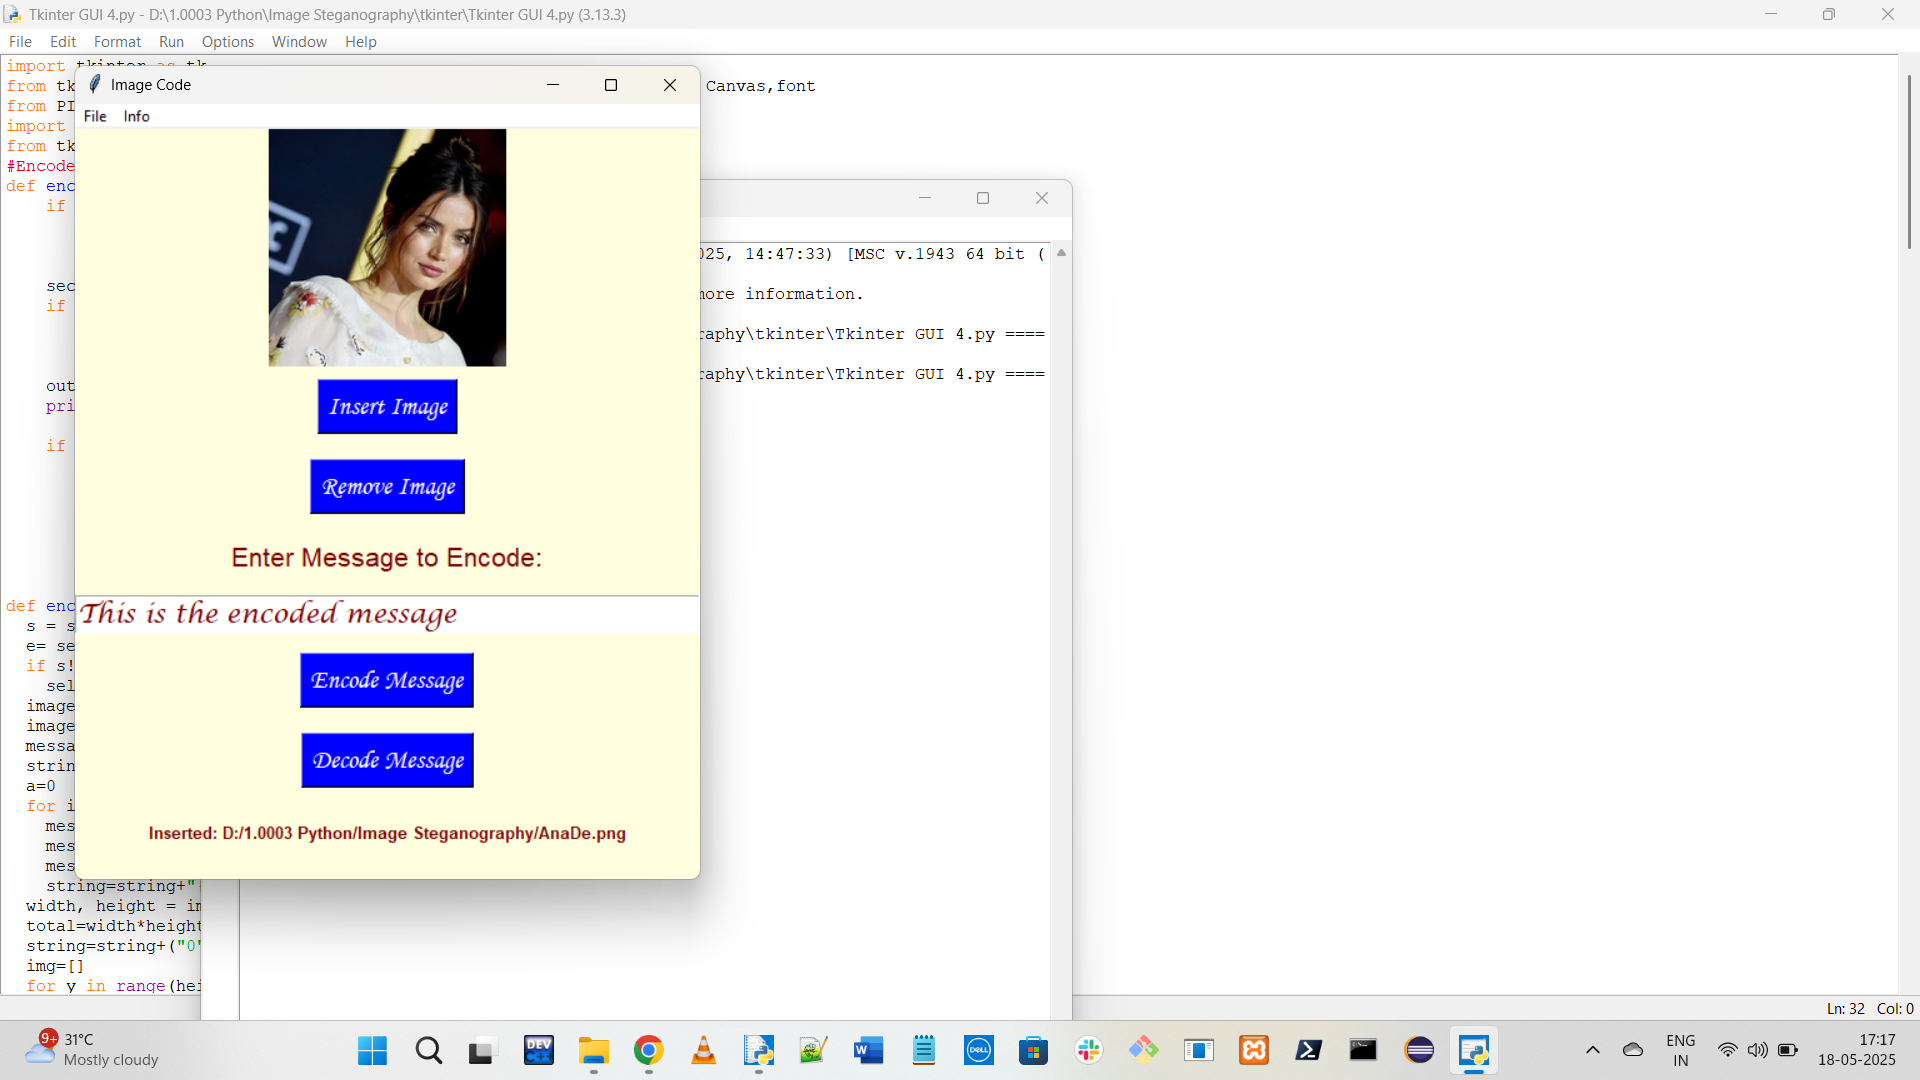 Tkinter GUI 4.py - D:\1.0003 Python\Image Steganography\tkinter\Tkinter GUI 4.py (3.13.3)
File Edit Format Run Options Window Help
import tkinter as tk
from tk
Canvas,font
from PI
import
from tk
#Encode
def enc
if
sec
if
out
pri
if
def enc
s = s
e= se
if s!
sel
image
image
messa
strin
a=0
for i
mes
mes
mes
string=string+"
width, height = im
total=width*height
string=string+("0"
img=[]
for y in range(hei
Image Code
File Info
Insert Image
Remove Image
Enter Message to Encode:
This is the encoded message
Encode Message
Decode Message
Inserted: D:/1.0003 Python/Image Steganography/AnaDe.png
025, 14:47:33) [MSC v.1943 64 bit (
more information.
raphy\tkinter\Tkinter GUI 4.py ====
raphy\tkinter\Tkinter GUI 4.py ====
Ln: 32 Col: 0
9+
31°C
Mostly cloudy
DEV
C++
DELL
ENG
IN
17:17
18-05-2025